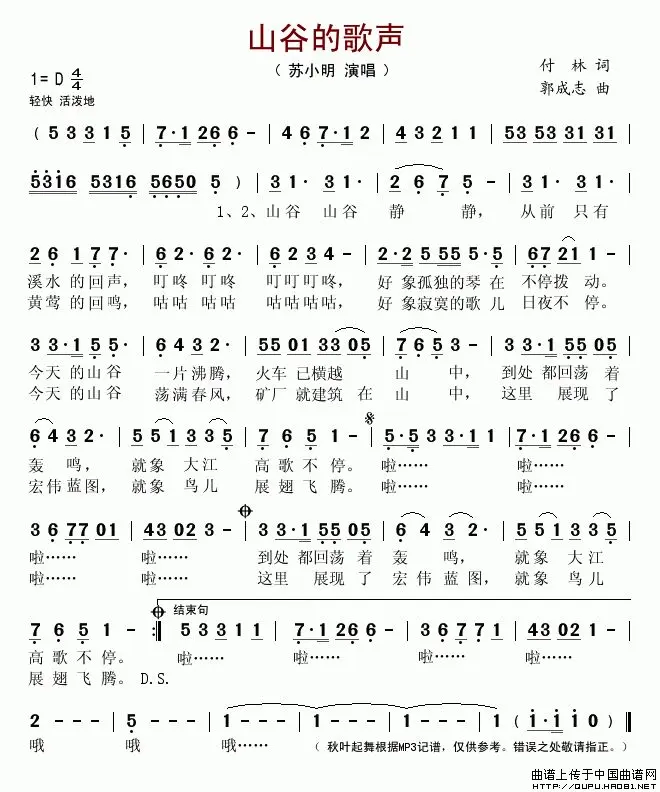 山谷的歌声
（ 苏小明 演唱 ）
1= D 4/4
付 林 词
轻快 活泼地
郭成志 曲
( 5 3 3 1 5 | 7·1 26 6 - | 4 6 7·1 2 | 4 3 2 1 1 | 53 53 31 31 |
5316 5316 5650 5 ) | 3 1· 3 1· | 2 6 7 5 - | 3 1· 3 1· |
1、2、山谷 山谷 静 静， 从前 只有
2 6 1 7 7· | 6 2· 6 2· | 6 2 3 4 - | 2·2 5 55 5·5 | 67 21 1 - |
溪水 的回声， 叮咚 叮咚 叮叮叮咚， 好 象孤独的琴 在 不停拨 动。
黄莺 的回鸣， 咕咕 咕咕 咕咕咕咕， 好 象寂寞的歌 儿 日夜不 停。
3 3·1 5 5· | 6 4 3 2· | 55 01 33 05 | 7 6 5 3 - | 3 3·1 55 05 |
今天 的山谷 一片沸腾， 火车 已横越 山 中， 到处 都回荡 着
今天 的山谷 荡满春风， 矿厂 就建筑 在 山 中， 这里 展现 了
6 4 3 2· | 5 5 1 3 3 5 | 7 6 5 1 - | 5·5 3 3·1 1 | 7·1 26 6 - |
轰 鸣， 就象 大江 高歌不 停。 啦…… 啦……
宏伟蓝图， 就象 鸟儿 展翅飞 腾。 啦…… 啦……
3 6 77 01 | 43 02 3 - | 3 3·1 55 05 | 6 4 3 2· | 5 5 1 3 3 5 |
啦…… 啦…… 到处 都回荡 着 轰 鸣， 就象 大江
啦…… 啦…… 这里 展现 了 宏伟 蓝图， 就象 鸟儿
结束句
7 6 5 1 - :| 5 3 3 1 1 | 7·1 26 6 - | 3 6 7 7 1 | 43 02 1 - |
高 歌 不 停。 啦…… 啦…… 啦…… 啦……
展 翅 飞 腾。 D.S.
2 - - - | 5 - - - | 1 - - - | 1 - - - | 1 - - - | 1 ( 1·1 1 0 ) ‖
哦 哦 哦…… （ 秋叶起舞根据MP3记谱，仅供参考。错误之处敬请指正。）
曲谱上传于中国曲谱网
HTTP://QUPU.HAO81.NET